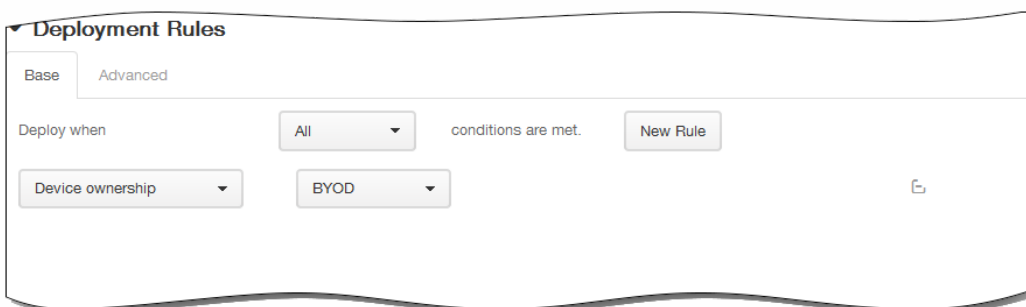 Deployment Rules
Base Advanced
Deploy when All conditions are met. New Rule
Device ownership BYOD